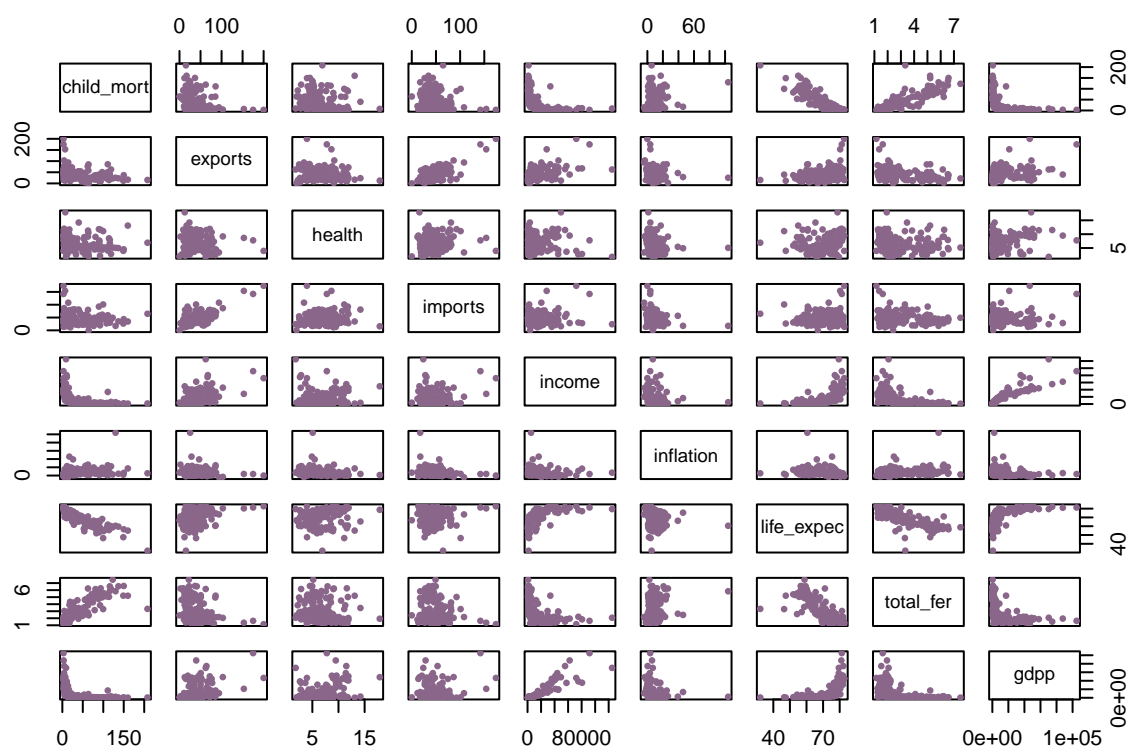 0 100 0 100 0 60 1 4 7
child_mort 0 200
0 200 exports
health 5
0 imports
income 0
0 inflation
life_expec 40
1 6 total_fer
gdpp 0e+00
0 150 5 15 0 80000 40 70 0e+00 1e+05